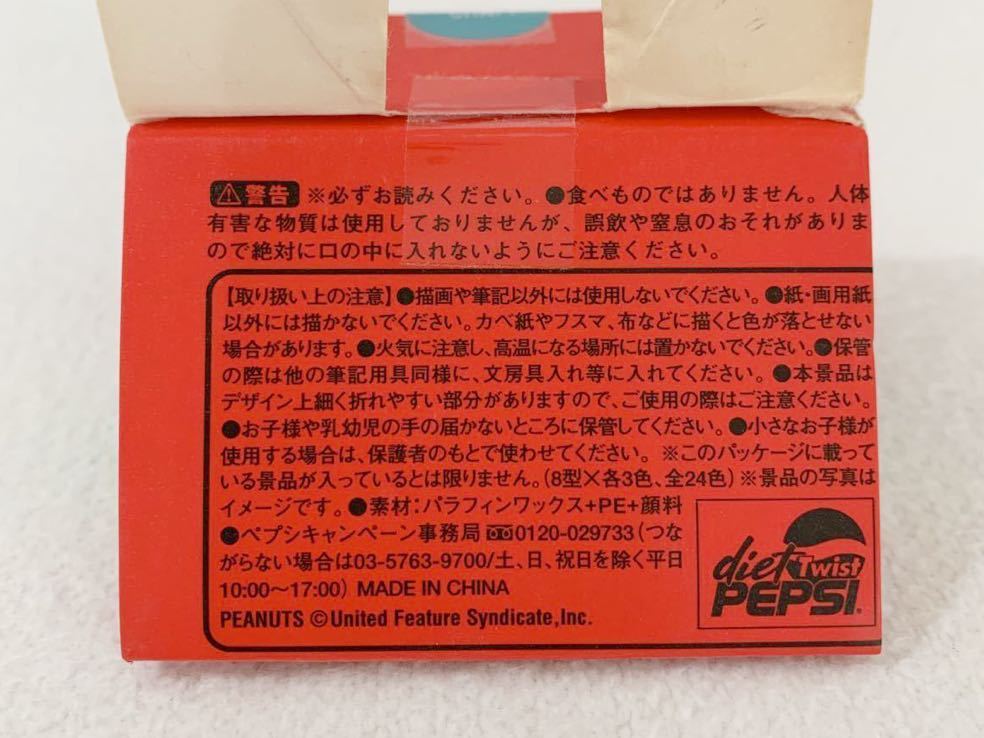 ⚠警告 ※必ずお読みください。●食べものではありません。人体
有害な物質は使用しておりませんが、誤飲や窒息のおそれがありま
ので絶対に口の中に入れないようにご注意ください。
【取り扱い上の注意】●描画や筆記以外には使用しないでください。●紙・画用紙
以外には描かないでください。カベ紙やフスマ、布などに描くと色が落とせない
場合があります。●火気に注意し、高温になる場所には置かないでください。●保管
の際は他の筆記用具同様に、文房具入れ等に入れてください。●本景品は
デザイン上細く折れやすい部分がありますので、ご使用の際はご注意ください。
●お子様や乳幼児の手の届かないところに保管してください。●小さなお子様が
使用する場合は、保護者のもとで使わせてください。※このパッケージに載って
いる景品が入っているとは限りません。(8型×各3色、全24色)※景品の写真は
イメージです。●素材:パラフィンワックス+PE+顔料
●ペプシキャンペーン事務局 0120-029733(つな
がらない場合は03-5763-9700/土、日、祝日を除く平日
10:00〜17:00) MADE IN CHINA
PEANUTS ©United Feature Syndicate,Inc.
diet Twist
PEPSI